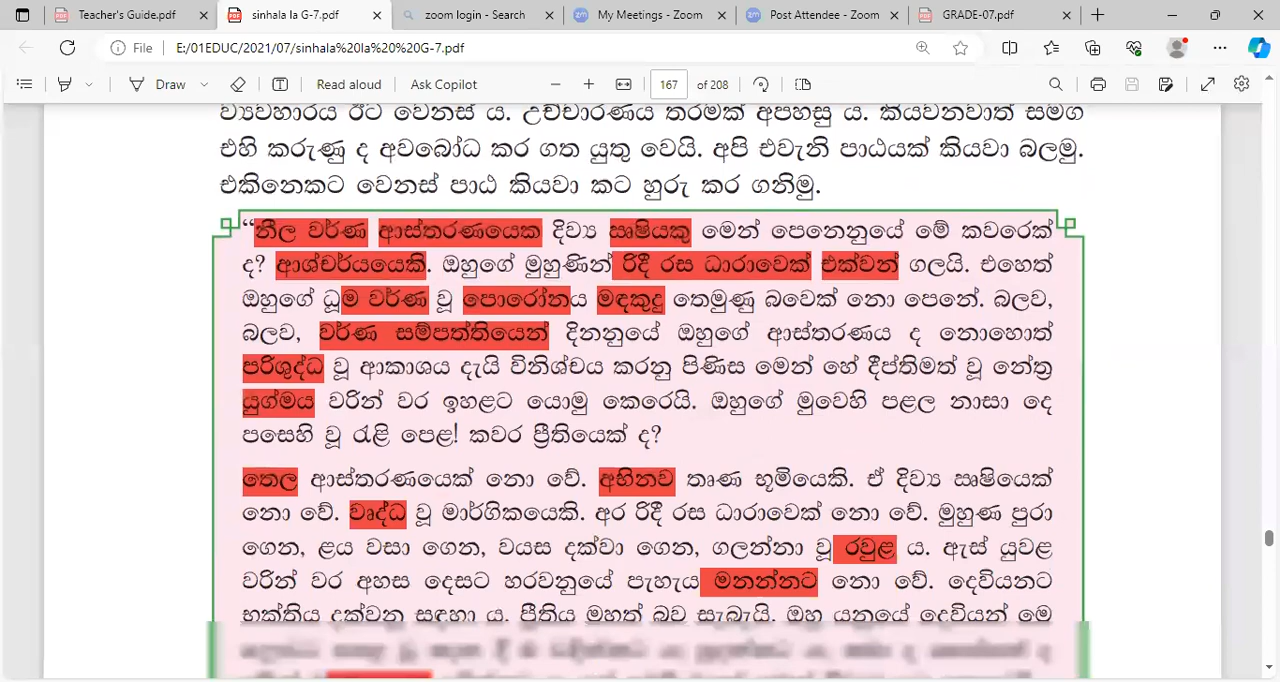 Teacher's Guide.pdf
sinhala la G-7.pdf
zoom login - Search
My Meetings - Zoom
Post Attendee - Zoom
GRADE-07.pdf
File
E:/01EDUC/2021/07/sinhala%20la%20%20G-7.pdf
Draw
Read aloud
Ask Copilot
167 of 208
ව්‍යවහාරය ඊට වෙනස් ය. උච්චාරණය තරමක් අපහසු ය. කියවනවාත් සමග
එහි කරුණු ද අවබෝධ කර ගත යුතු වෙයි. අපි එවැනි පාඨයක් කියවා බලමු.
එකිනෙකට වෙනස් පාඨ කියවා කට හුරු කර ගනිමු.
“නීල වර්ණ ආස්තරණයෙක දිව්‍ය ඍෂියකු මෙන් පෙනෙනුයේ මේ කවරෙක්
ද? ආශ්චර්යයෙකි. ඔහුගේ මුහුණින් රිදී රස ධාරාවෙක් එක්වන් ගලයි. එහෙත්
ඔහුගේ ධූම වර්ණ වූ පොරෝනය මඳකුදු තෙමුණු බවෙක් නො පෙනේ. බලව,
බලව, වර්ණ සම්පත්තියෙන් දිනනුයේ ඔහුගේ ආස්තරණය ද නොහොත්
පරිශුද්ධ වූ ආකාශය දැයි විනිශ්චය කරනු පිණිස මෙන් හේ දීප්තිමත් වූ නේත්‍ර
යුග්මය වරින් වර ඉහළට යොමු කෙරෙයි. ඔහුගේ මුවෙහි පළල නාසා දෙ
පසෙහි වූ රැළි පෙළ! කවර ප්‍රීතියෙක් ද?
තෙල ආස්තරණයෙක් නො වේ. අභිනව තෘණ භූමියෙකි. ඒ දිව්‍ය ඍෂියෙක්
නො වේ. වෘද්ධ වූ මාර්ගිකයෙකි. අර රිදී රස ධාරාවෙක් නො වේ. මුහුණ පුරා
ගෙන, ළය වසා ගෙන, වයස දක්වා ගෙන, ගලන්නා වූ රවුළ ය. ඇස් යුවළ
වරින් වර අහස දෙසට හරවනුයේ පැහැය මනන්නට නො වේ. දෙවියනට
භක්තිය දක්වන සඳහා ය. ප්‍රීතිය මහත් බව සැබැයි. ඔහු යනුයේ දෙවියන් මෙ